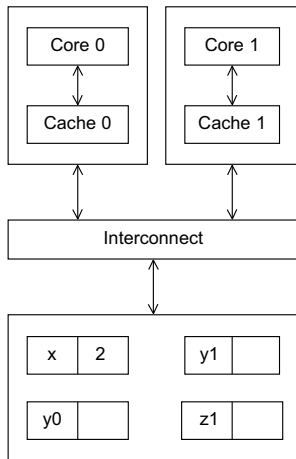 Core 0 Core 1
Cache 0 Cache 1
Interconnect
x 2 y1
y0 z1